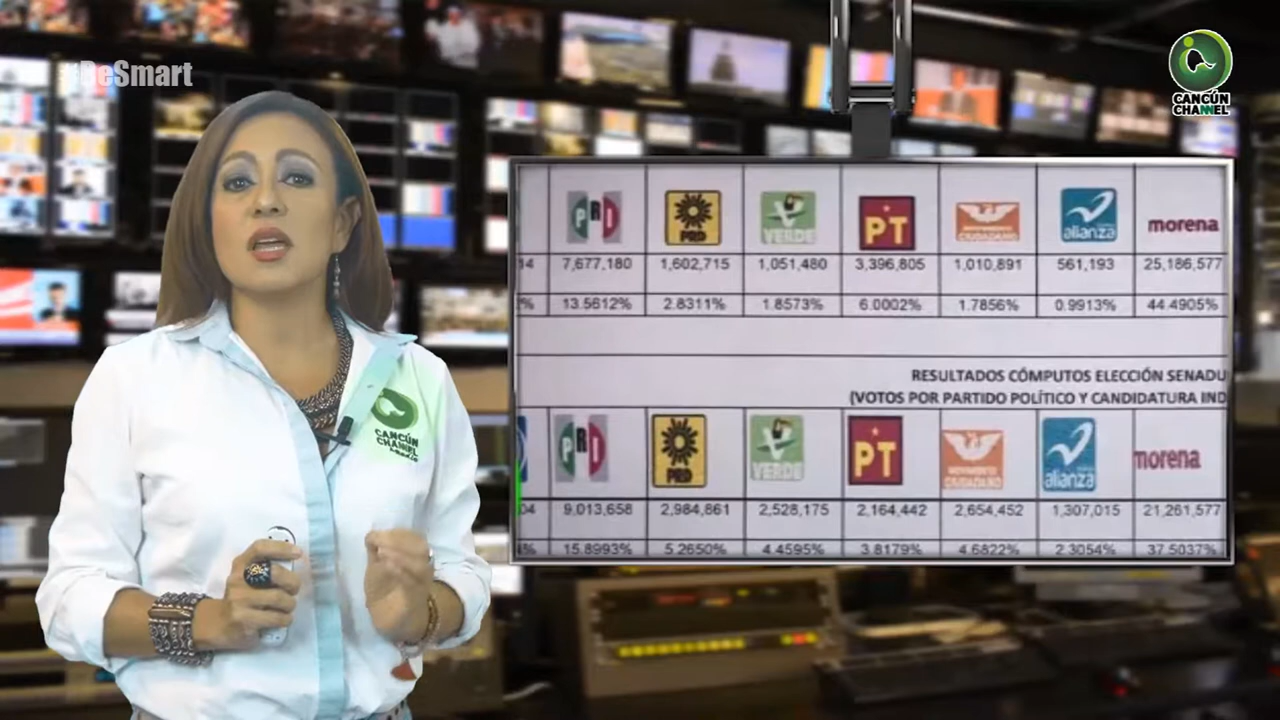 #BeSmart
CANCÚN
CHANNEL
PRI PRD VERDE PT MOVIMIENTO CIUDADANO alianza morena
14 7,677,180 1,602,715 1,051,480 3,396,805 1,010,891 561,193 25,186,577
% 13.5612% 2.8311% 1.8573% 6.0002% 1.7856% 0.9913% 44.4905%
RESULTADOS CÓMPUTOS ELECCIÓN SENADU
(VOTOS POR PARTIDO POLÍTICO Y CANDIDATURA IND
PRI PRD VERDE PT MOVIMIENTO CIUDADANO alianza morena
04 9,013,658 2,984,861 2,528,175 2,164,442 2,654,452 1,307,015 21,261,577
% 15.8993% 5.2650% 4.4595% 3.8179% 4.6822% 2.3054% 37.5037%
CANCÚN
CHANNEL